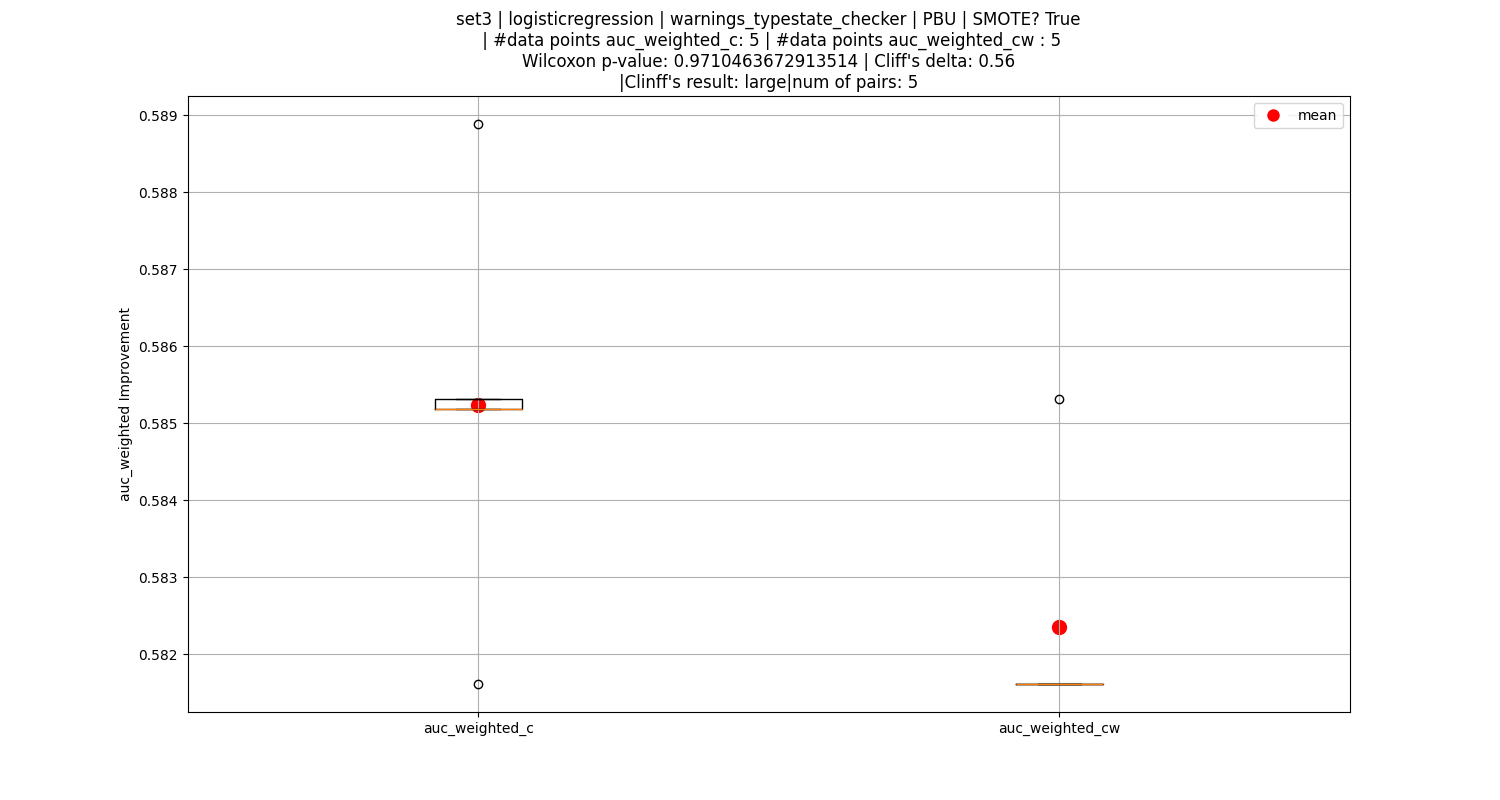 set3 | logisticregression | warnings_typestate_checker | PBU | SMOTE? True
| #data points auc_weighted_c: 5 | #data points auc_weighted_cw : 5
Wilcoxon p-value: 0.9710463672913514 | Cliff's delta: 0.56
|Clinff's result: large|num of pairs: 5
mean
0.589
0.588
0.587
0.586
0.585
0.584
0.583
0.582
auc_weighted Improvement
auc_weighted_c
auc_weighted_cw